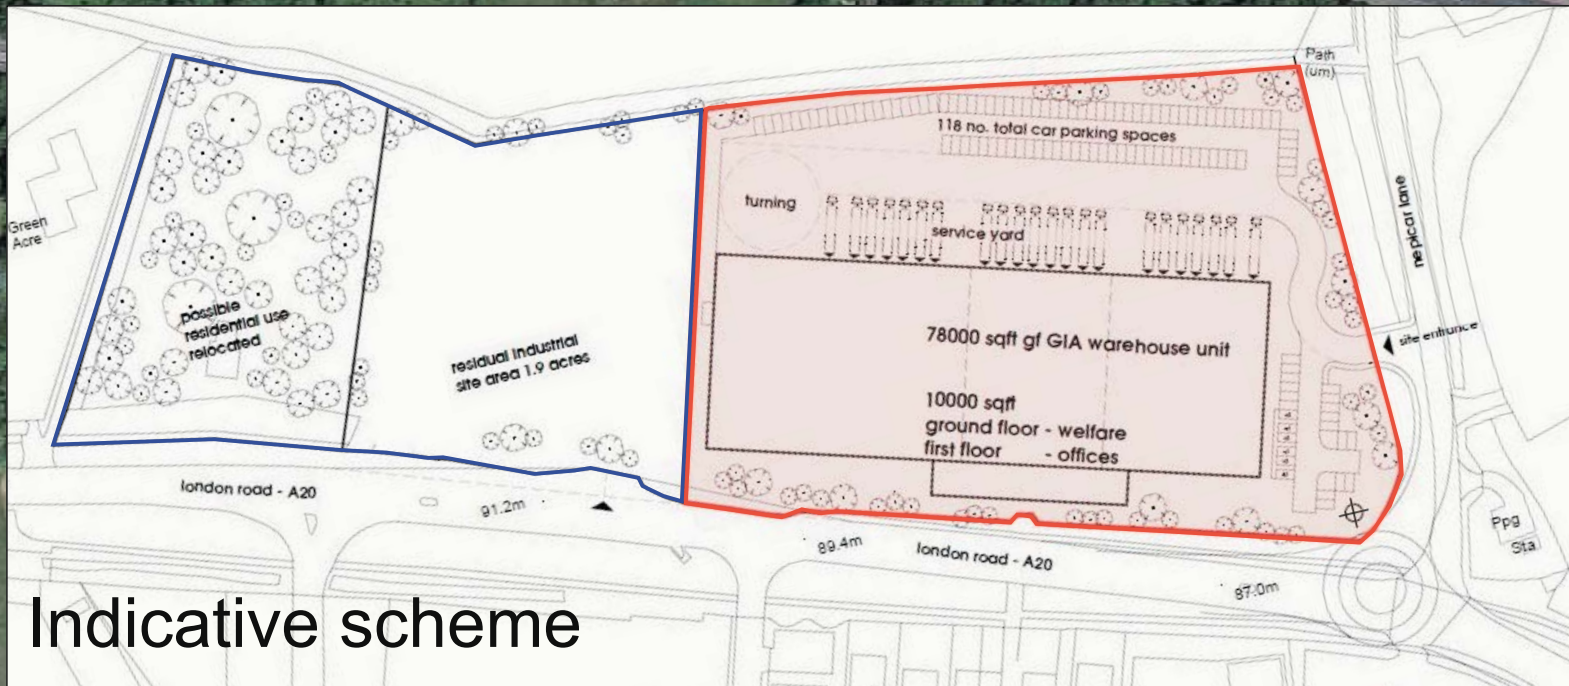 Path
(um)
118 no. total car parking spaces
turning
service yard
nepicar lane
Green
Acre
possible
residential use
relocated
residual industrial
site area 1.9 acres
78000 sqft gf GIA warehouse unit
site entrance
10000 sqft
ground floor - welfare
first floor - offices
london road - A20
91.2m
89.4m
london road - A20
87.0m
Ppg
Sta
Indicative scheme